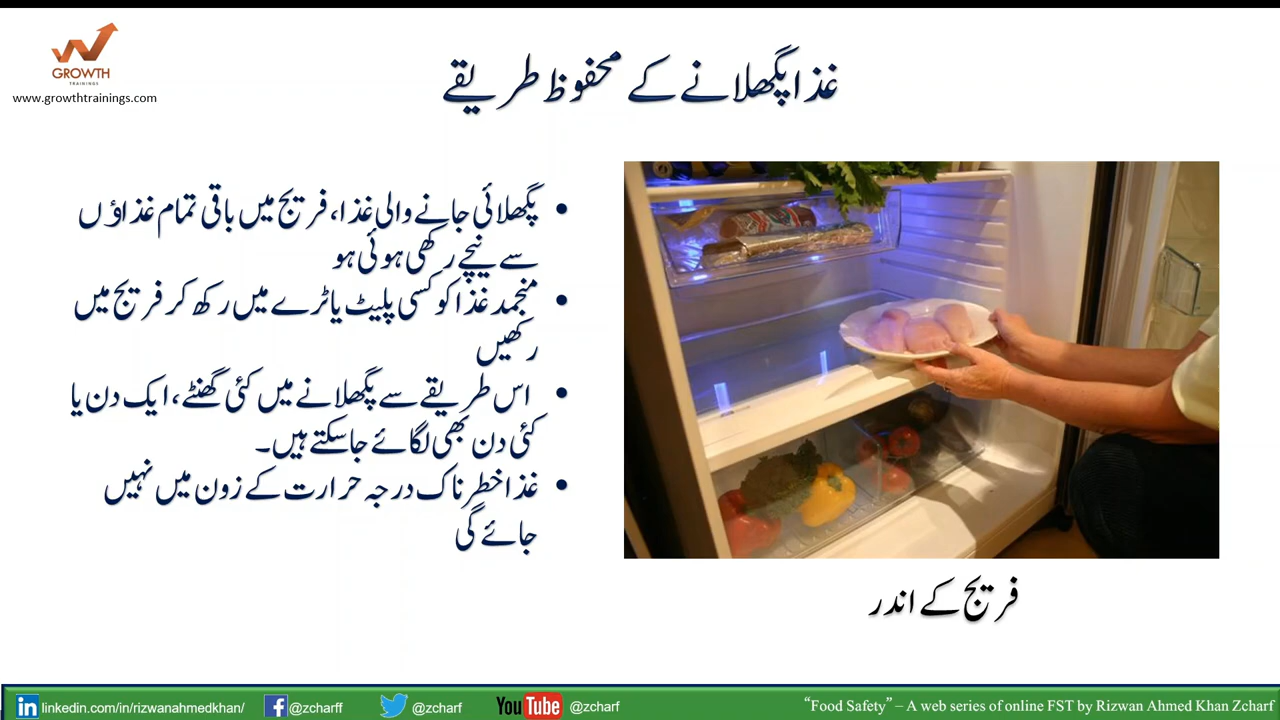 GROWTH
TRAININGS
www.growthtrainings.com
غذا پگھلانے کے محفوظ طریقے
• پگھلائی جانے والی غذا، فریج میں باقی تمام غذاؤں
سے نیچے رکھی ہوئی ہو
• منجمد غذا کو کسی پلیٹ یا ٹرے میں رکھ کر فریج میں
رکھیں
• اس طریقے سے پگھلانے میں کئی گھنٹے، ایک دن یا
کئی دن بھی لگائے جا سکتے ہیں۔
• غذا خطرناک درجہ حرارت کے زون میں نہیں
جائے گی
فریج کے اندر
in linkedin.com/in/rizwanahmedkhan/ f @zcharff @zcharf YouTube @zcharf "Food Safety" – A web series of online FST by Rizwan Ahmed Khan Zcharf